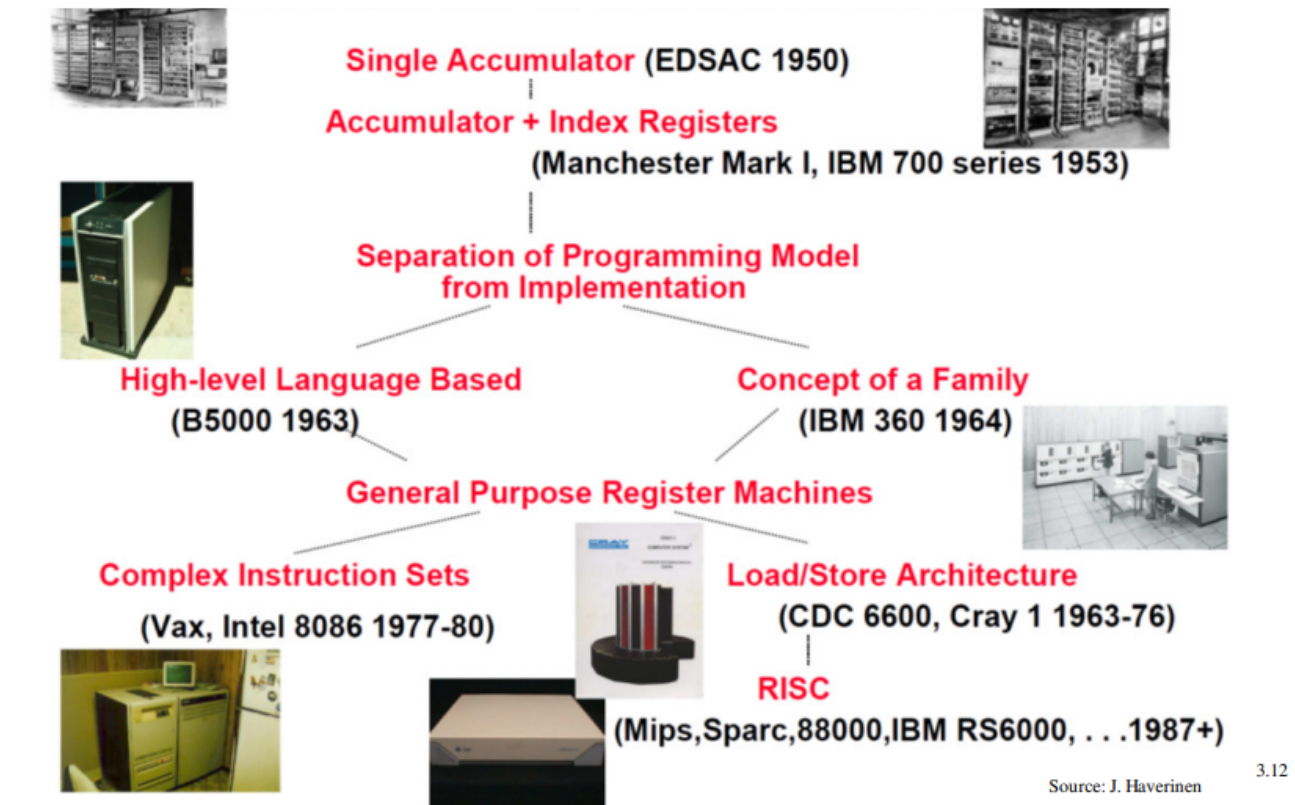 Single Accumulator (EDSAC 1950)
Accumulator + Index Registers
(Manchester Mark I, IBM 700 series 1953)
Separation of Programming Model
from Implementation
High-level Language Based
(B5000 1963)
Concept of a Family
(IBM 360 1964)
General Purpose Register Machines
CRAY
Complex Instruction Sets
(Vax, Intel 8086 1977-80)
Load/Store Architecture
(CDC 6600, Cray 1 1963-76)
RISC
(Mips,Sparc,88000,IBM RS6000, . . .1987+)
3.12
Source: J. Haverinen